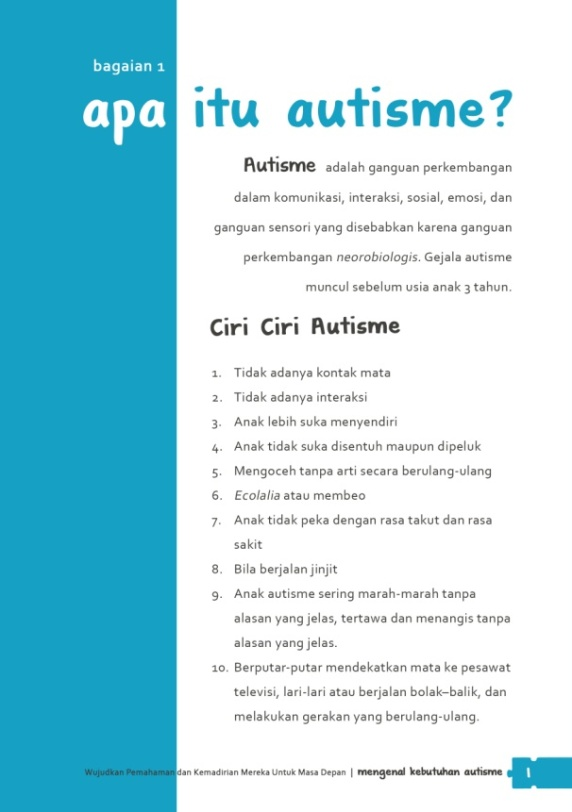 bagaian 1
apa itu autisme?
Autisme adalah ganguan perkembangan
dalam komunikasi, interaksi, sosial, emosi, dan
ganguan sensori yang disebabkan karena ganguan
perkembangan neorobiologis. Gejala autisme
muncul sebelum usia anak 3 tahun.
Ciri Ciri Autisme
1. Tidak adanya kontak mata
2. Tidak adanya interaksi
3. Anak lebih suka menyendiri
4. Anak tidak suka disentuh maupun dipeluk
5. Mengoceh tanpa arti secara berulang-ulang
6. Ecolalia atau membeo
7. Anak tidak peka dengan rasa takut dan rasa
sakit
8. Bila berjalan jinjit
9. Anak autisme sering marah-marah tanpa
alasan yang jelas, tertawa dan menangis tanpa
alasan yang jelas.
10. Berputar-putar mendekatkan mata ke pesawat
televisi, lari-lari atau berjalan bolak–balik, dan
melakukan gerakan yang berulang-ulang.
Wujudkan Pemahaman dan Kemadirian Mereka Untuk Masa Depan | mengenal kebutuhan autisme 1